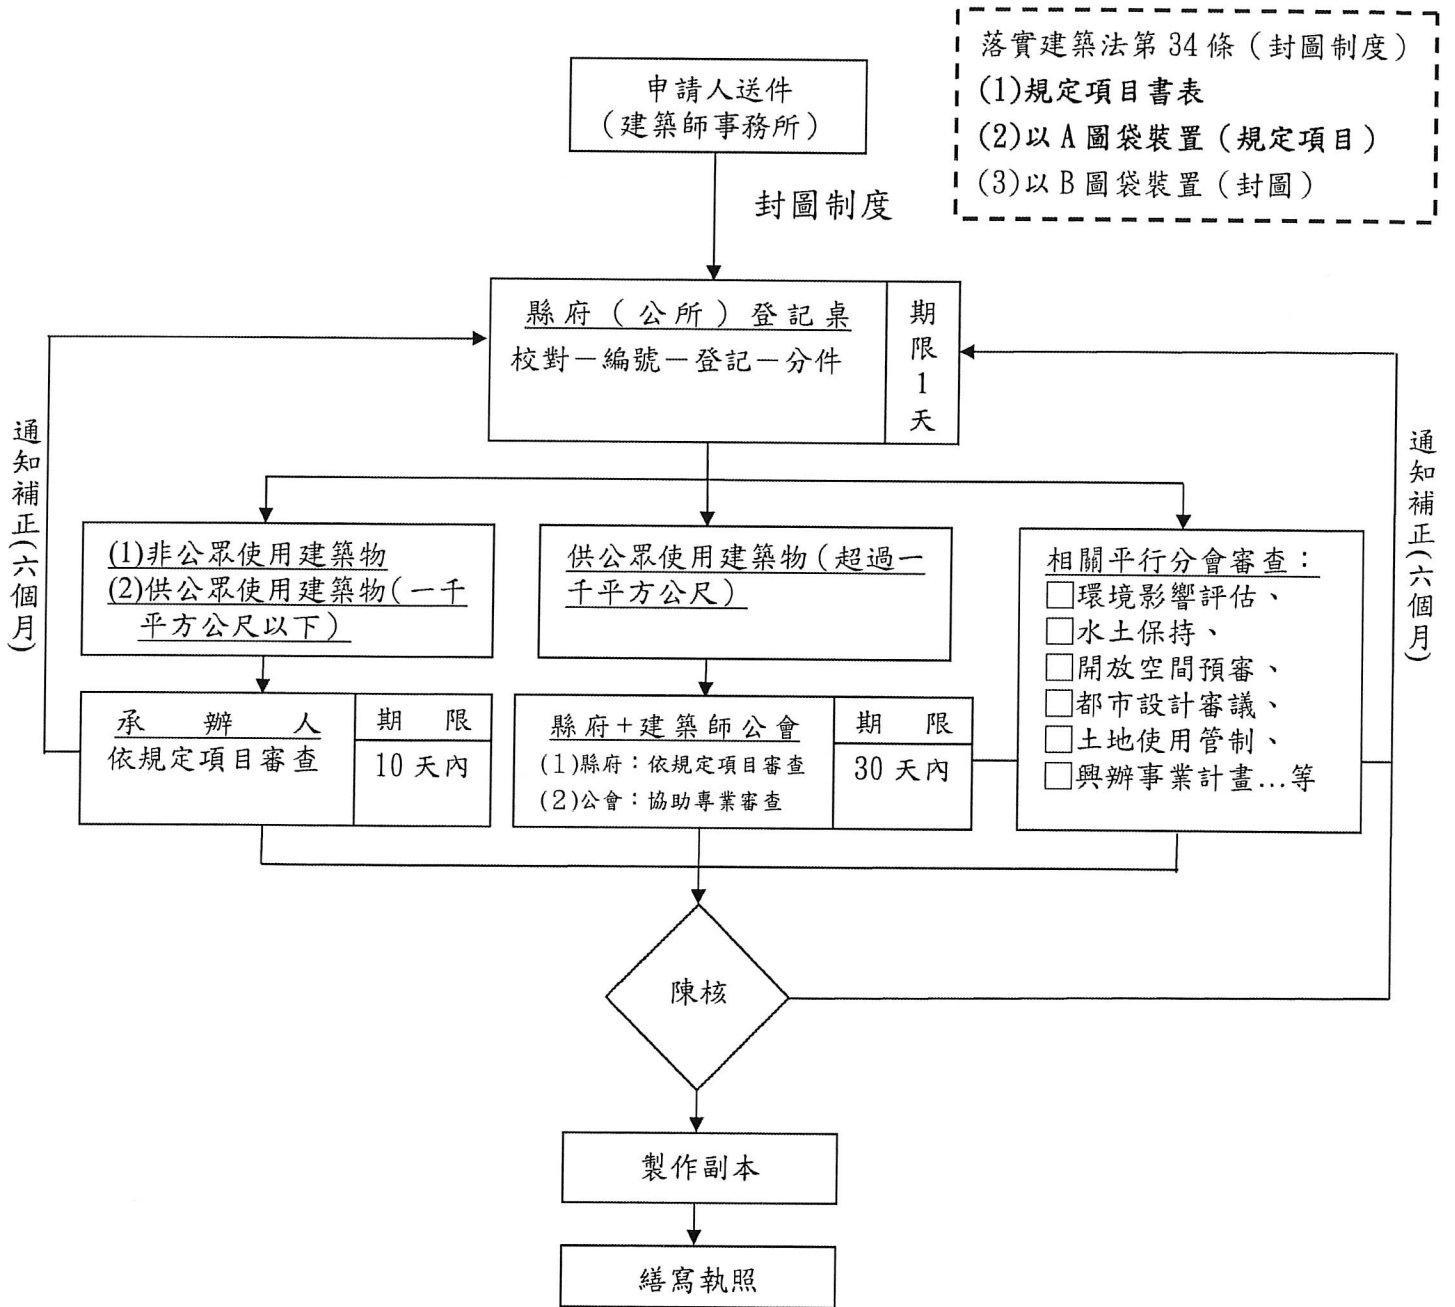 落實建築法第 34 條（封圖制度）
(1)規定項目書表
(2)以 A 圖袋裝置（規定項目）
(3)以 B 圖袋裝置（封圖）
申請人送件
（建築師事務所）
封圖制度
縣府（公所）登記桌
校對－編號－登記－分件
期限1天
通知補正(六個月)
通知補正(六個月)
(1)非公眾使用建築物
(2)供公眾使用建築物(一千
平方公尺以下)
供公眾使用建築物(超過一
千平方公尺)
相關平行分會審查：
□環境影響評估、
□水土保持、
□開放空間預審、
□都市設計審議、
□土地使用管制、
□興辦事業計畫…等
承辦人
依規定項目審查
期限
10 天內
縣府+建築師公會
(1)縣府：依規定項目審查
(2)公會：協助專業審查
期限
30 天內
陳核
製作副本
繕寫執照